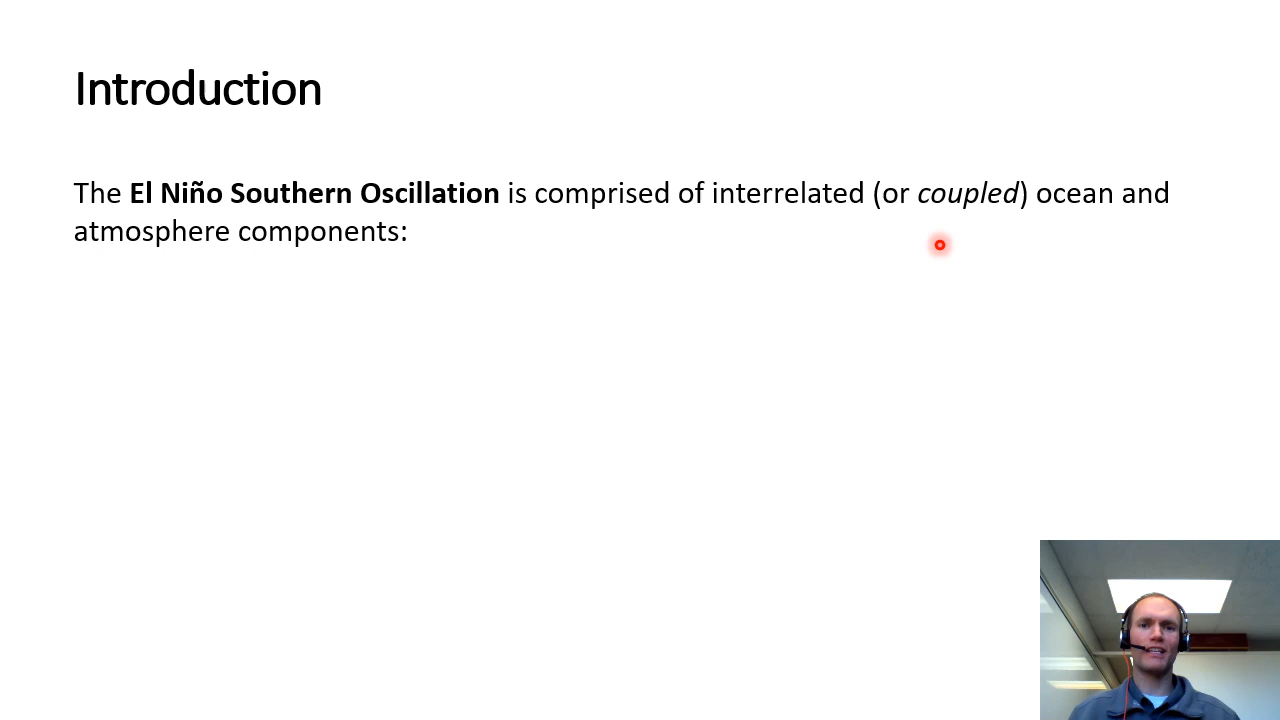 Introduction
The El Niño Southern Oscillation is comprised of interrelated (or coupled) ocean and
atmosphere components: